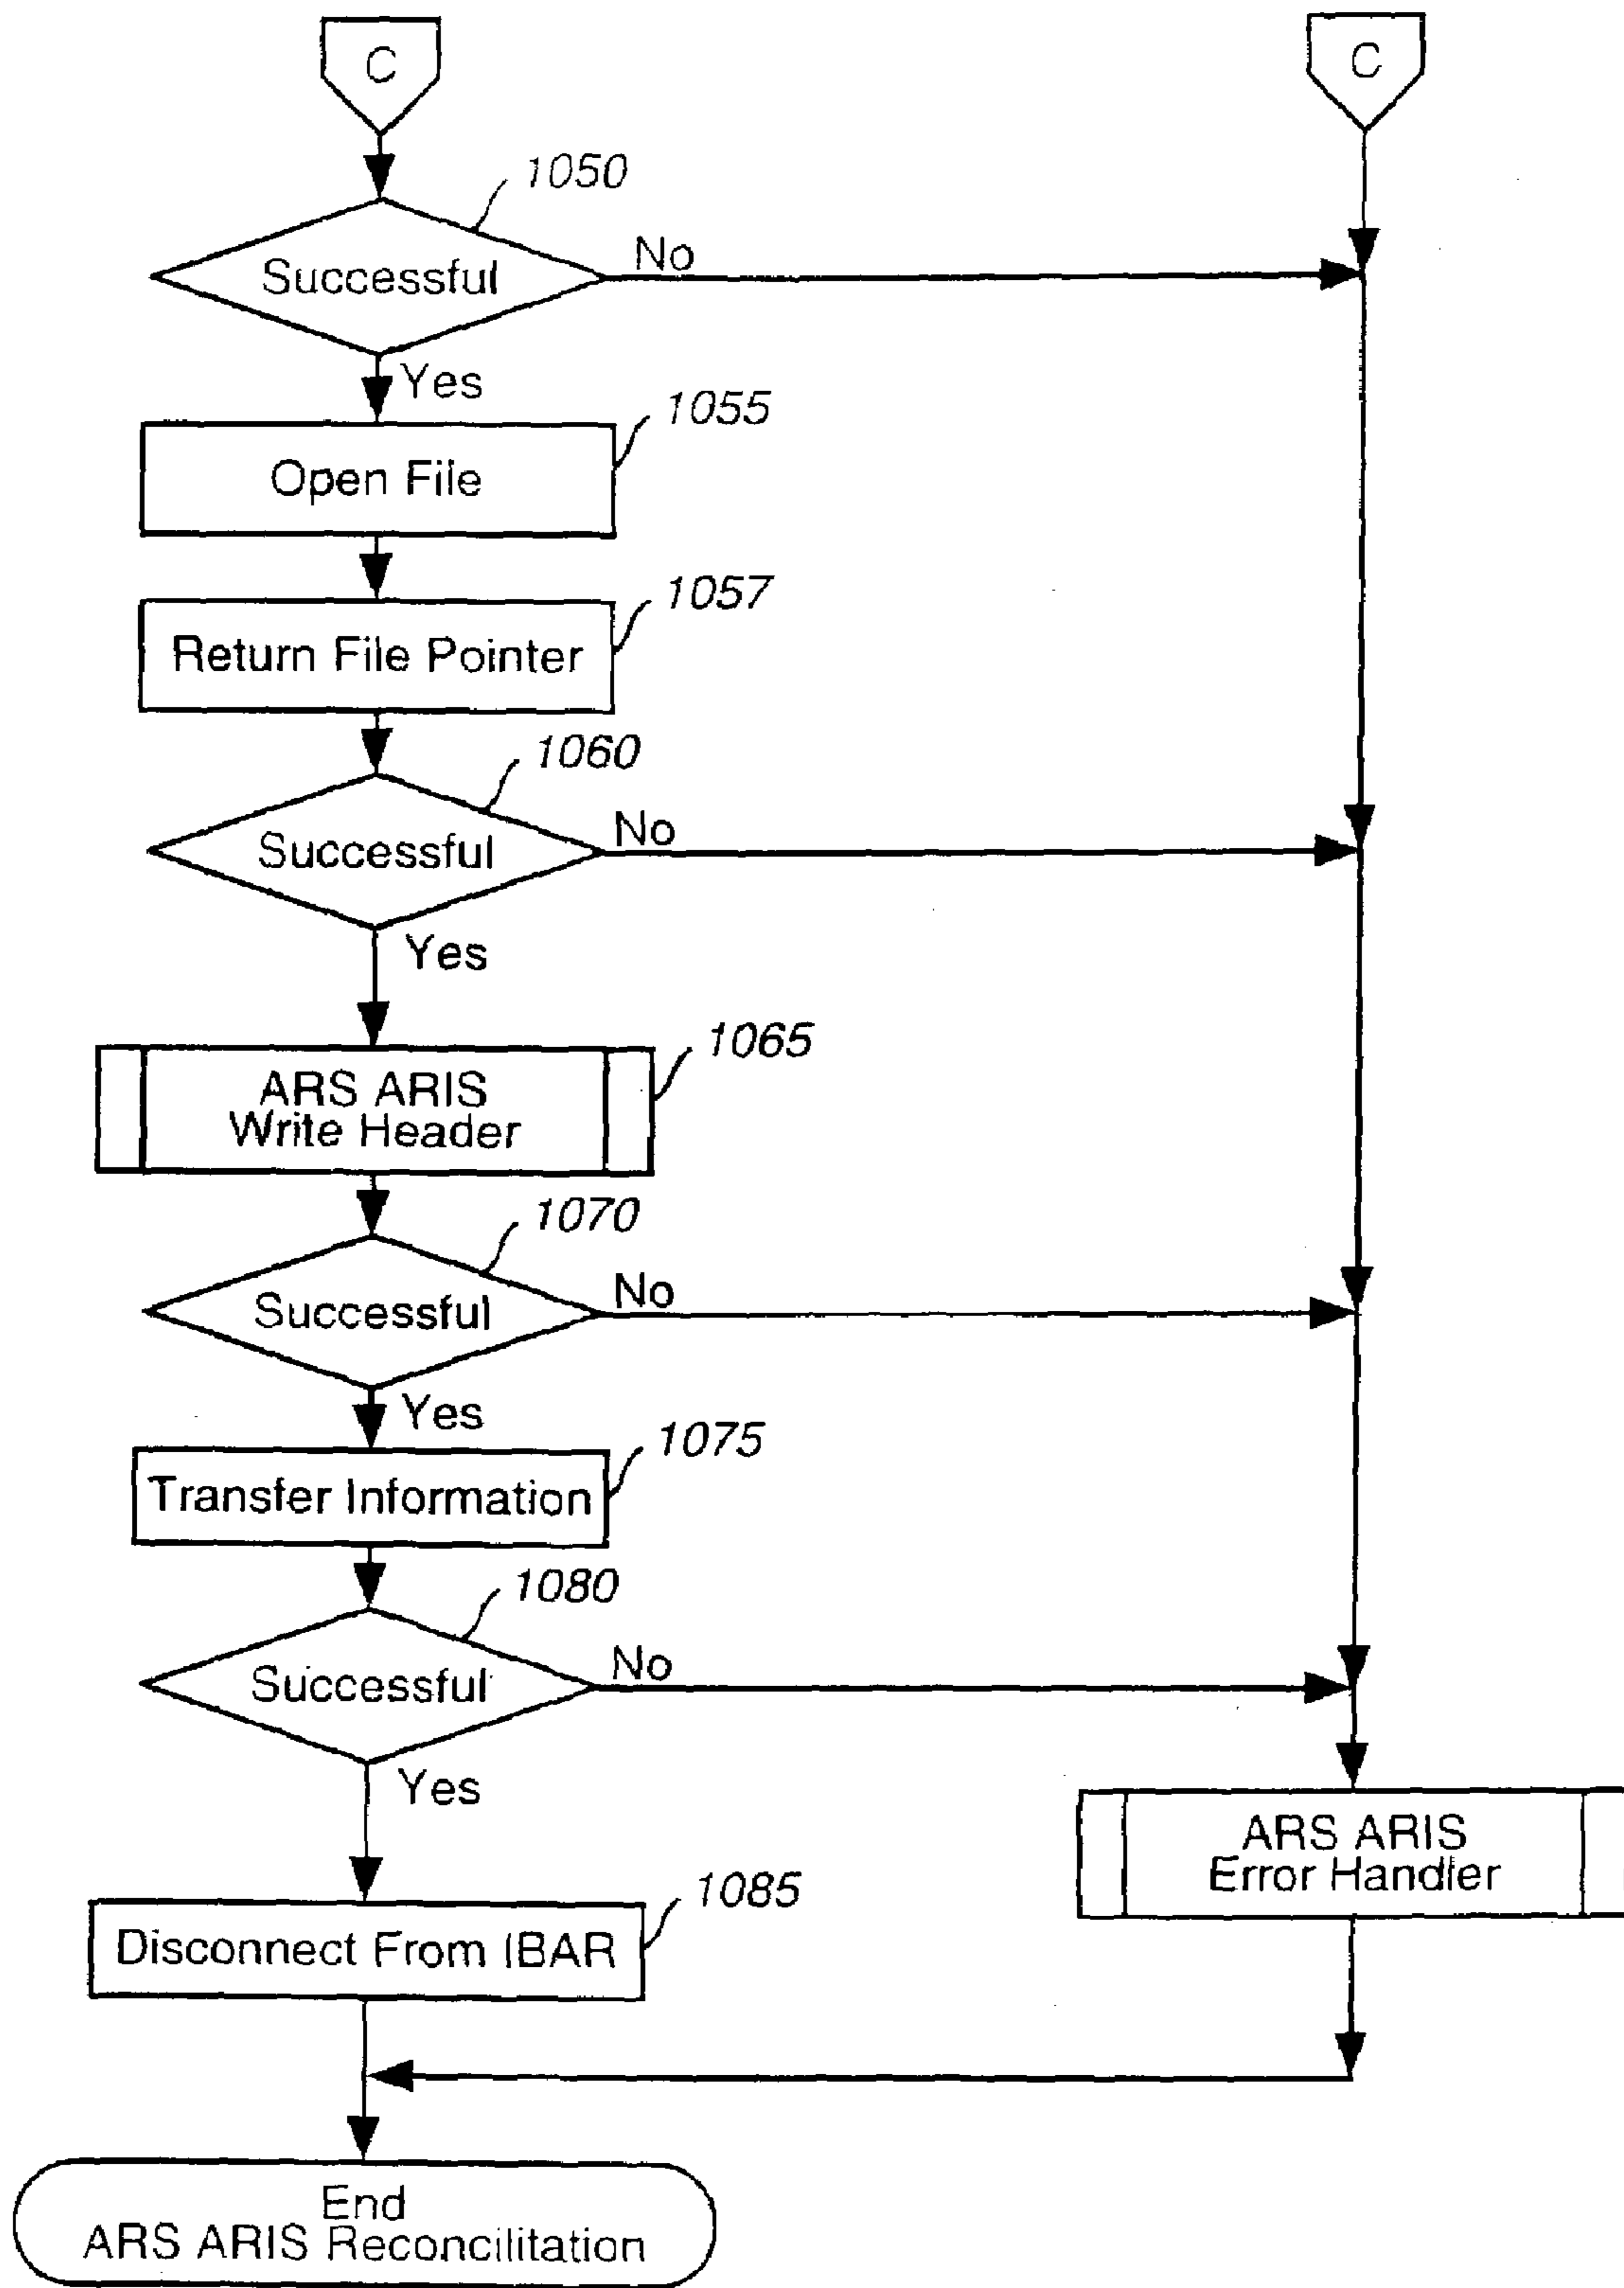 C
C
1050
No
Successful
Yes
1055
Open File
1057
Return File Pointer
1060
No
Successful
Yes
1065
ARS ARIS
Write Header
1070
No
Successful
Yes
1075
Transfer Information
1080
No
Successful
Yes
ARS ARIS
Error Handler
1085
Disconnect From IBAR
End
ARS ARIS Reconcilitation